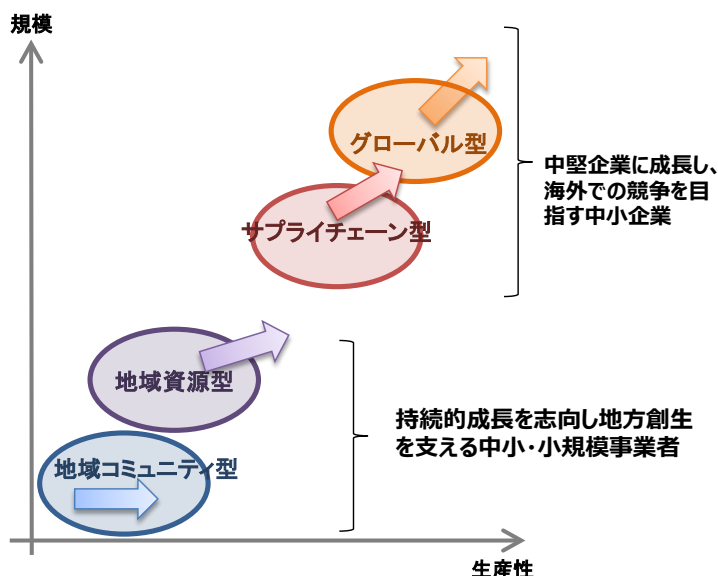 規模
グローバル型
中堅企業に成長し、
海外での競争を目
指す中小企業
サプライチェーン型
地域資源型
持続的成長を志向し地方創生
を支える中小・小規模事業者
地域コミュニティ型
生産性